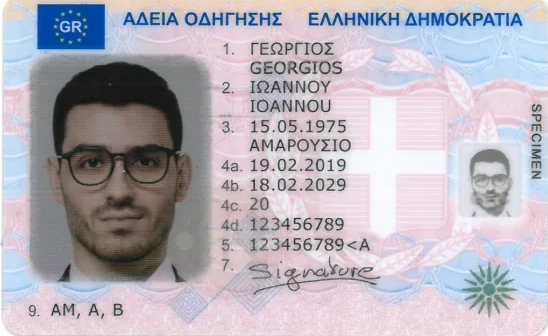 GR
ΑΔΕΙΑ ΟΔΗΓΗΣΗΣ ΕΛΛΗΝΙΚΗ ΔΗΜΟΚΡΑΤΙΑ
1. ΓΕΩΡΓΙΟΣ
GEORGIOS
2. ΙΩΑΝΝΟΥ
IOANNOU
3. 15.05.1975
ΑΜΑΡΟΥΣΙΟ
4a. 19.02.2019
4b. 18.02.2029
4c. 20
4d. 123456789
5. 123456789<A
7. Signature
9. AM, A, B
SPECIMEN